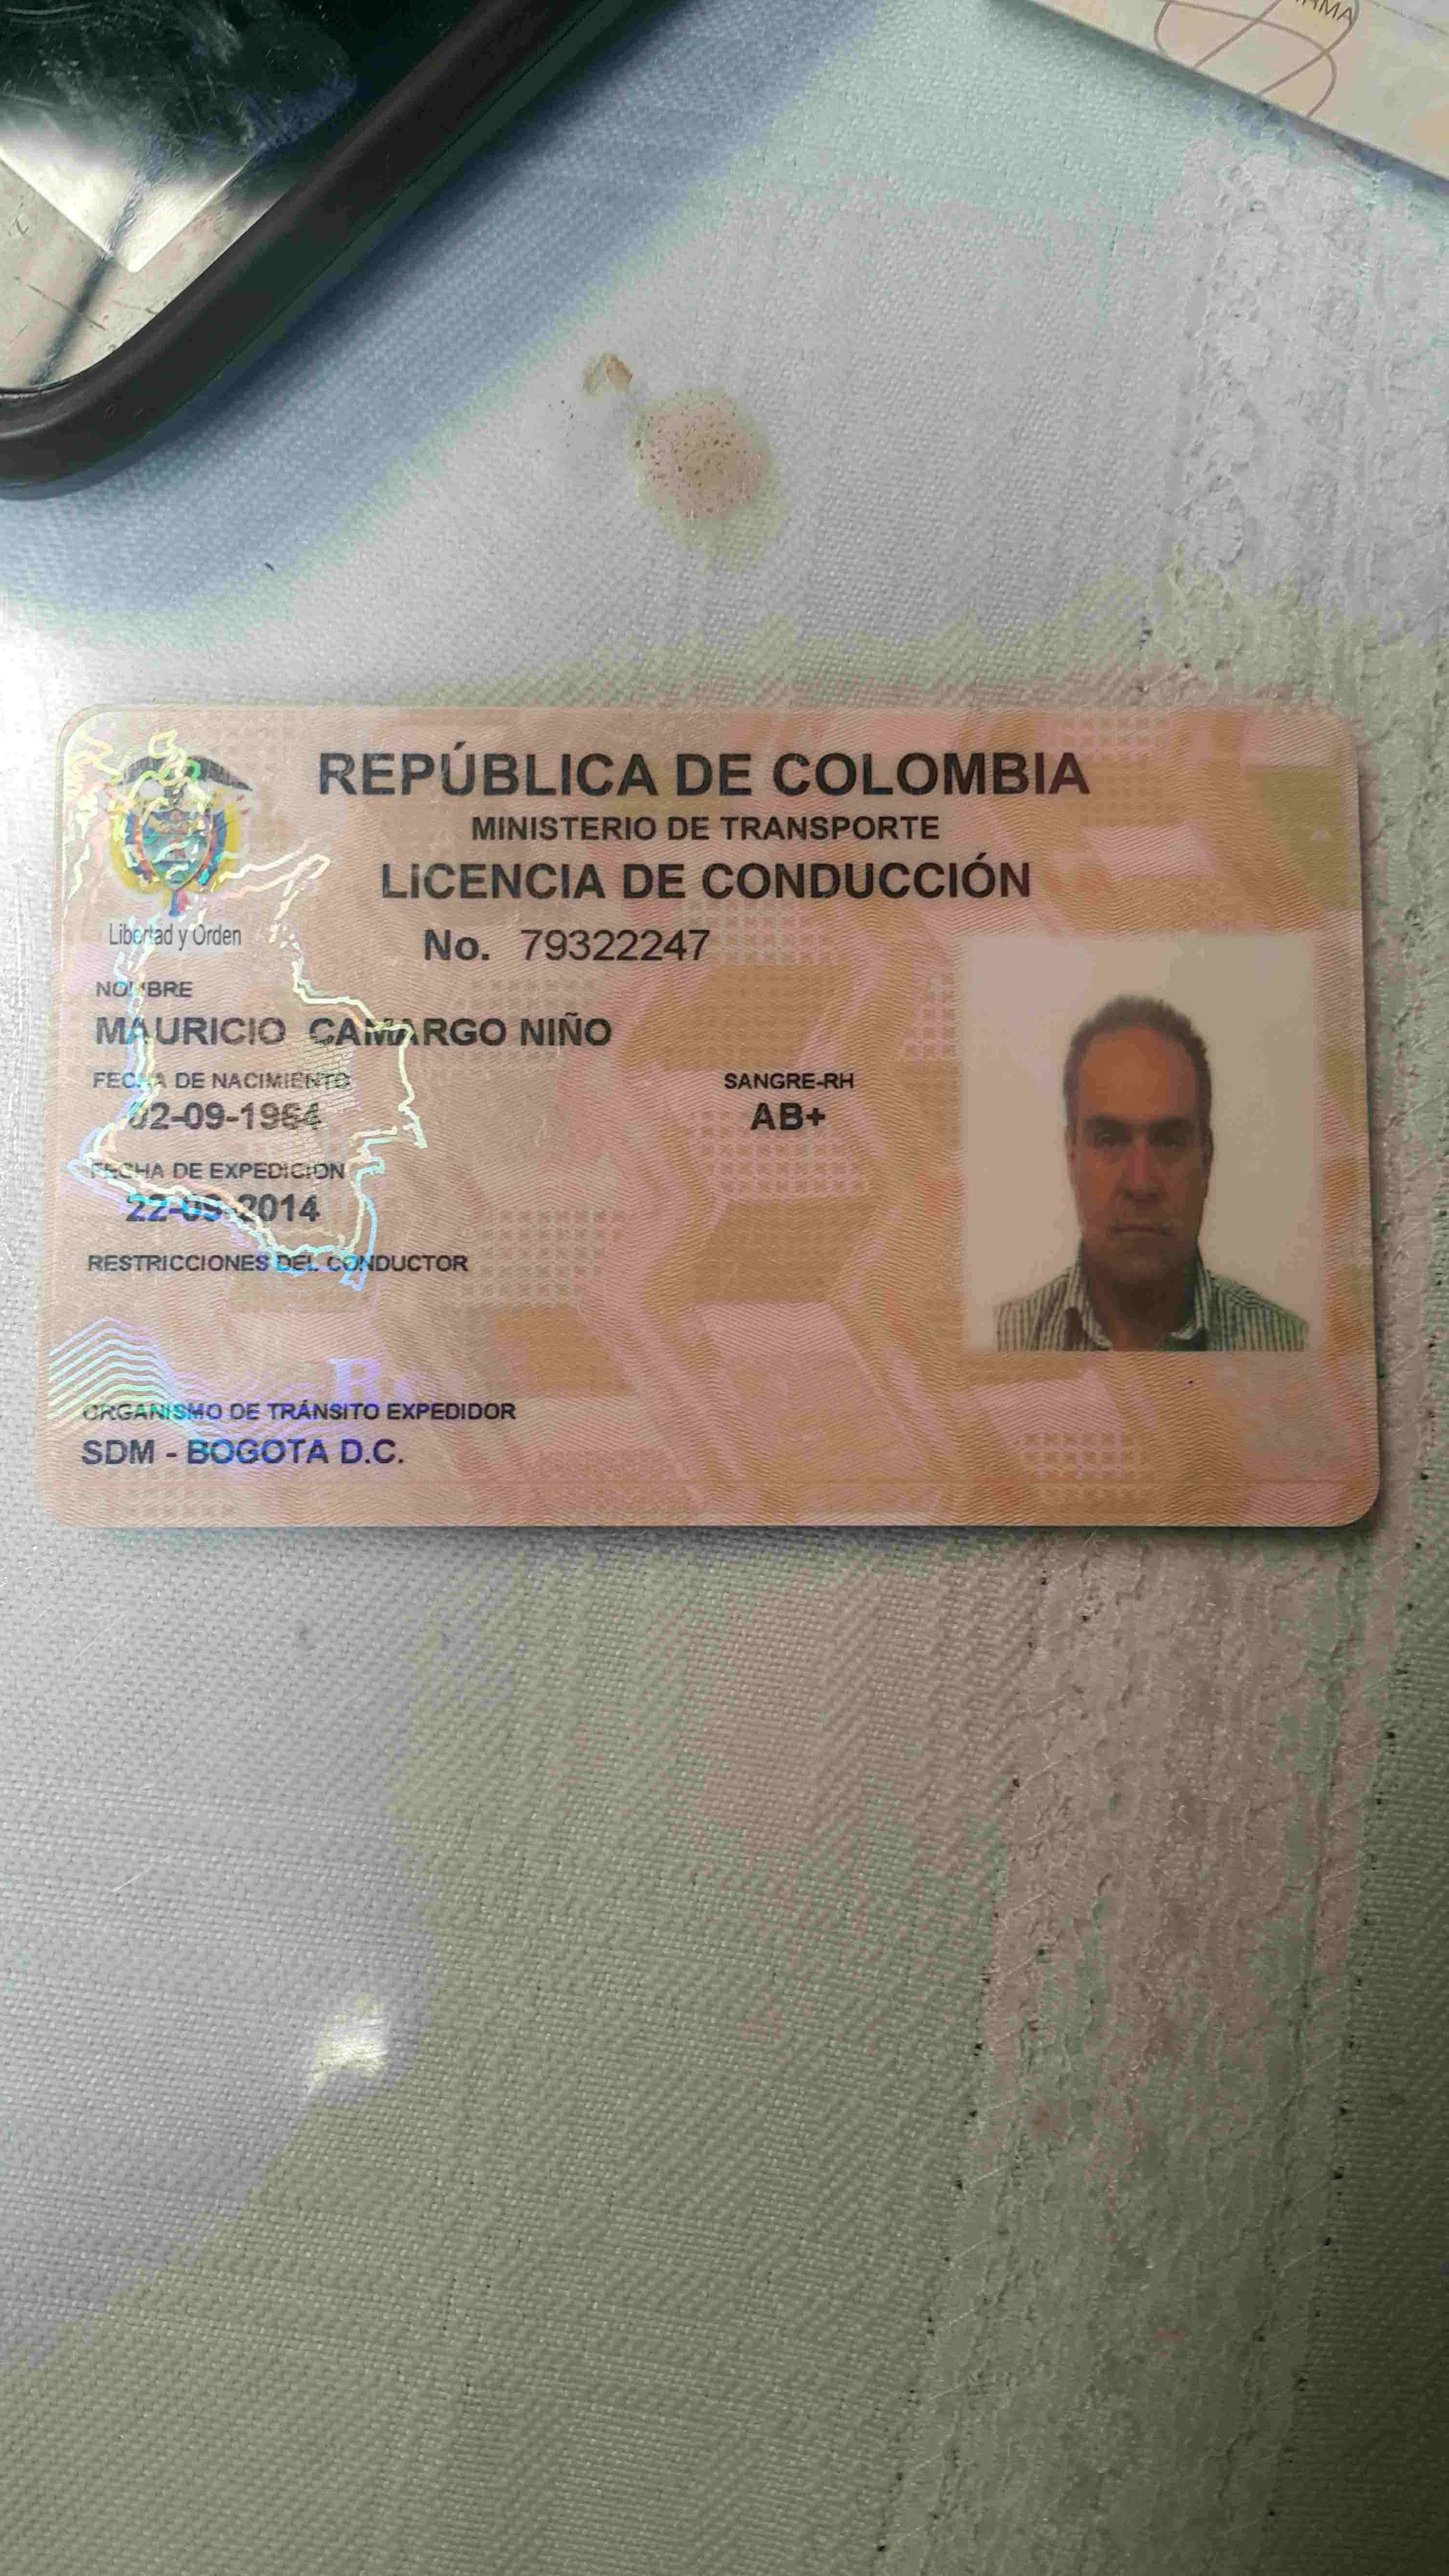 RMA
REPÚBLICA DE COLOMBIA
MINISTERIO DE TRANSPORTE
LICENCIA DE CONDUCCIÓN
Libertad y Orden
No. 79322247
NOMBRE
MAURICIO CAMARGO NIÑO
FECHA DE NACIMIENTO
02-09-1964
SANGRE-RH
AB+
FECHA DE EXPEDICIÓN
22-09-2014
RESTRICCIONES DEL CONDUCTOR
ORGANISMO DE TRÁNSITO EXPEDIDOR
SDM - BOGOTA D.C.